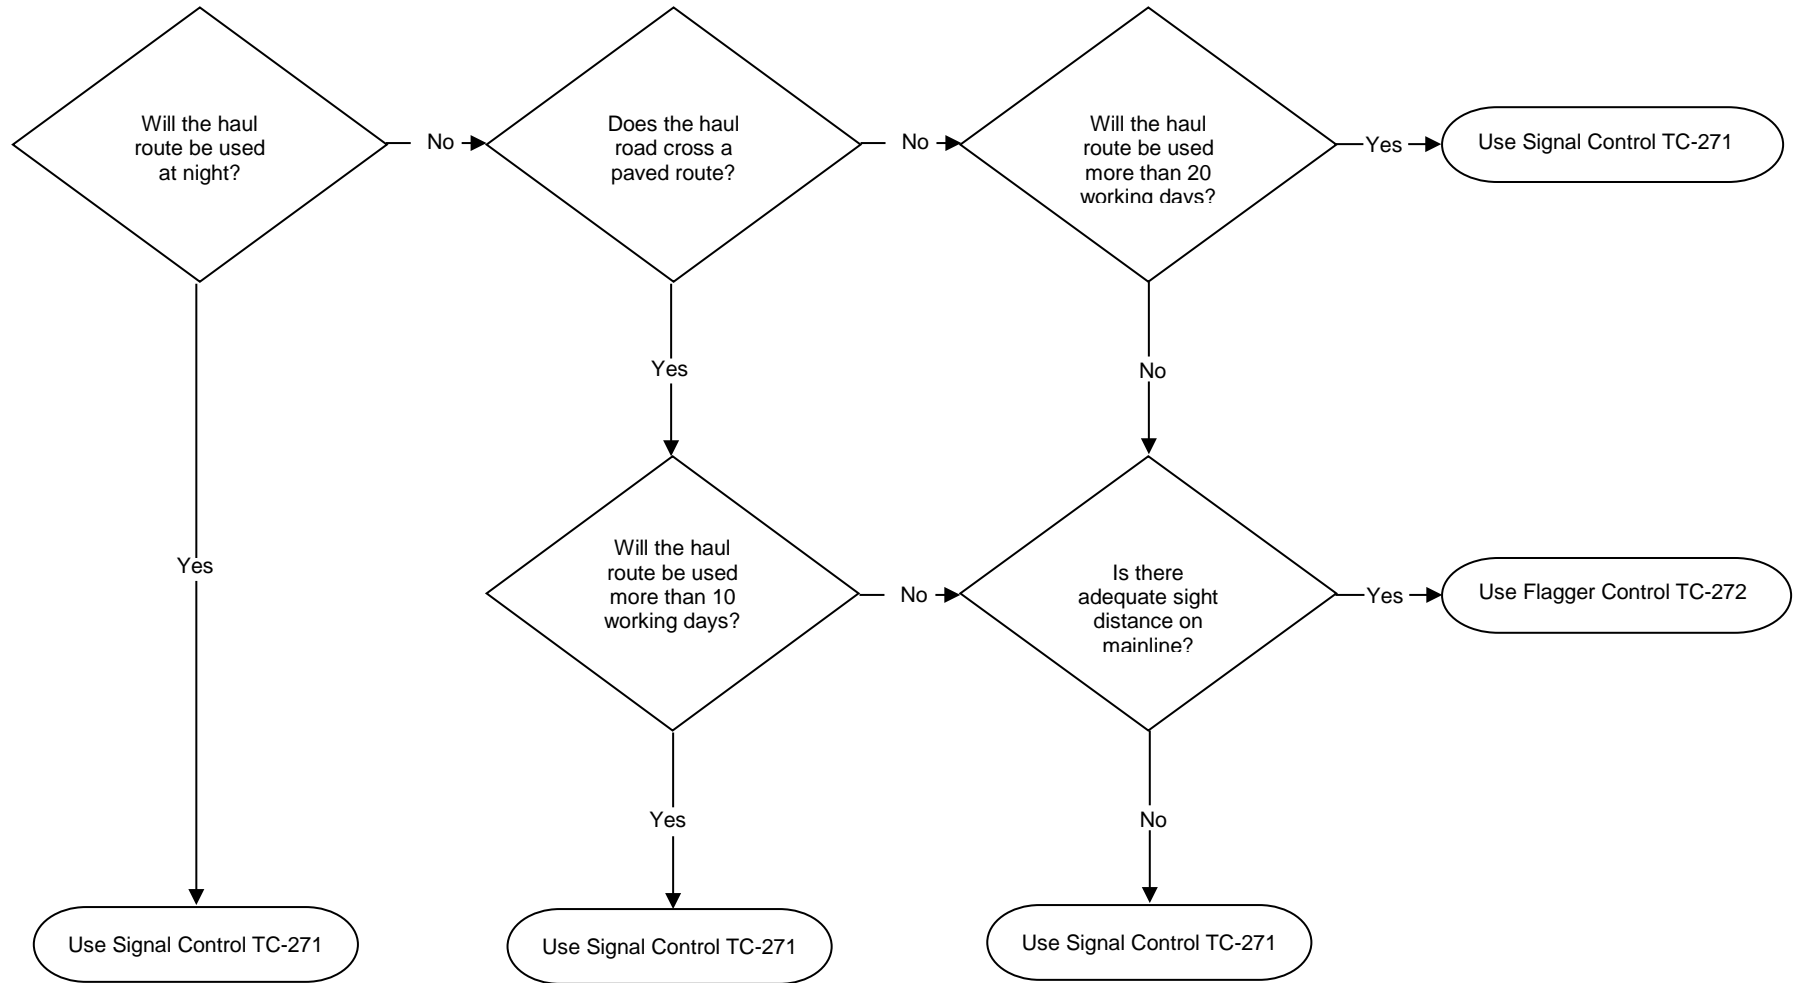 Will the haul
route be used
at night?
No
Does the haul
road cross a
paved route?
No
Will the haul
route be used
more than 20
working days?
Yes
Use Signal Control TC-271
Yes
No
Yes
Will the haul
route be used
more than 10
working days?
No
Is there
adequate sight
distance on
mainline?
Yes
Use Flagger Control TC-272
Yes
No
Use Signal Control TC-271
Use Signal Control TC-271
Use Signal Control TC-271